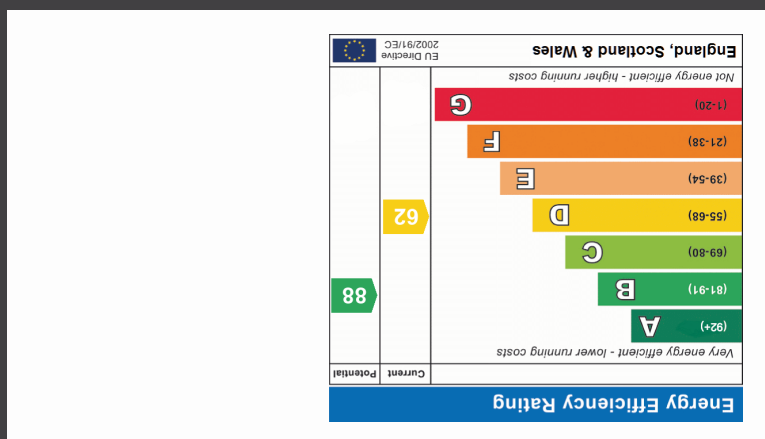 Energy Efficiency Rating
Current Potential
Very energy efficient - lower running costs
(92+) A
(81-91) B
88
(69-80) C
(55-68) D
62
(39-54) E
(21-38) F
(1-20) G
Not energy efficient - higher running costs
England, Scotland & Wales
EU Directive
2002/91/EC